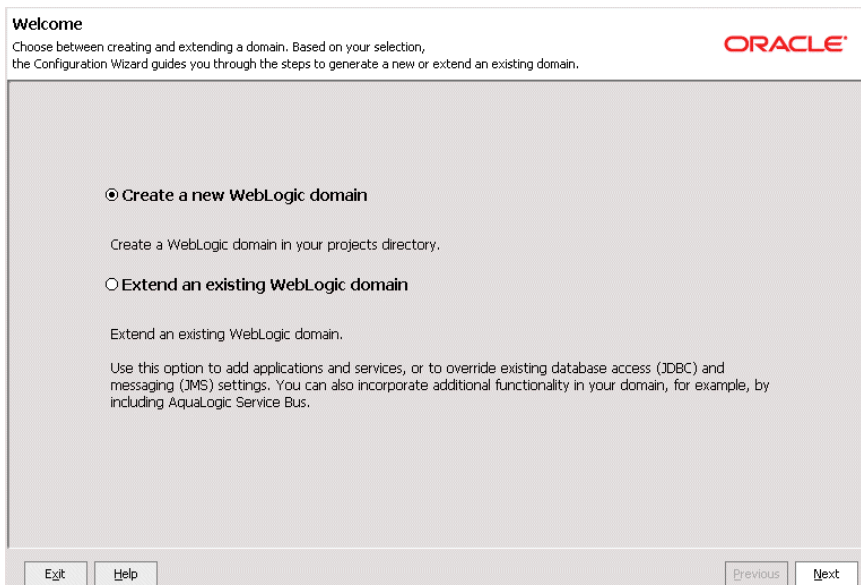 Welcome
Choose between creating and extending a domain. Based on your selection,
the Configuration Wizard guides you through the steps to generate a new or extend an existing domain.
ORACLE
Create a new WebLogic domain
Create a WebLogic domain in your projects directory.
Extend an existing WebLogic domain
Extend an existing WebLogic domain.
Use this option to add applications and services, or to override existing database access (JDBC) and
messaging (JMS) settings. You can also incorporate additional functionality in your domain, for example, by
including AquaLogic Service Bus.
Exit
Help
Previous
Next